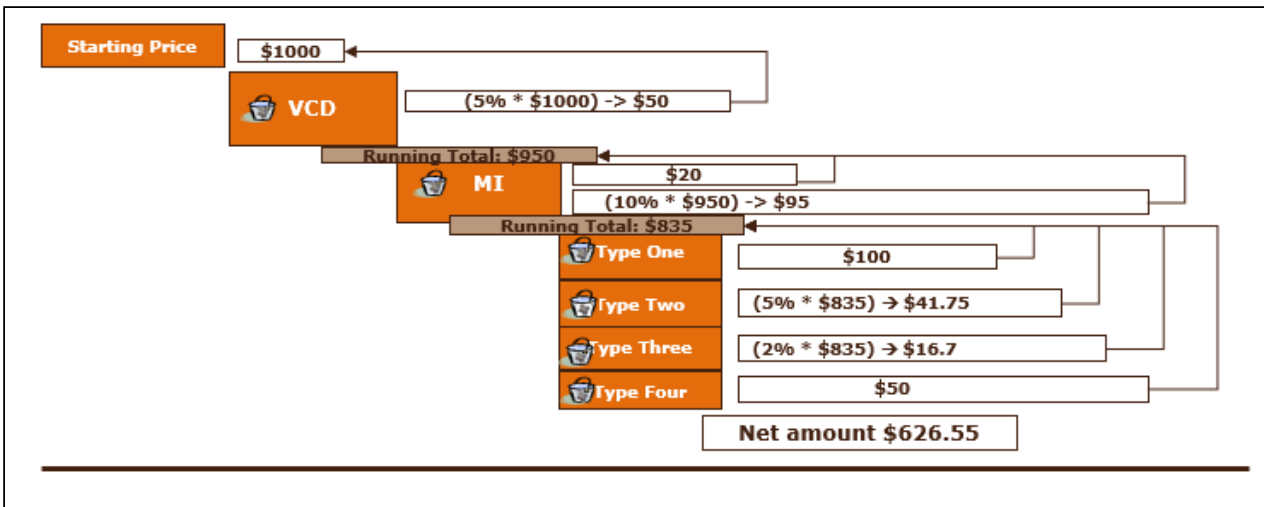 Starting Price
$1000
VCD
(5% * $1000) -> $50
Running Total: $950
MI
$20
(10% * $950) -> $95
Running Total: $835
Type One
$100
Type Two
(5% * $835) → $41.75
Type Three
(2% * $835) → $16.7
Type Four
$50
Net amount $626.55